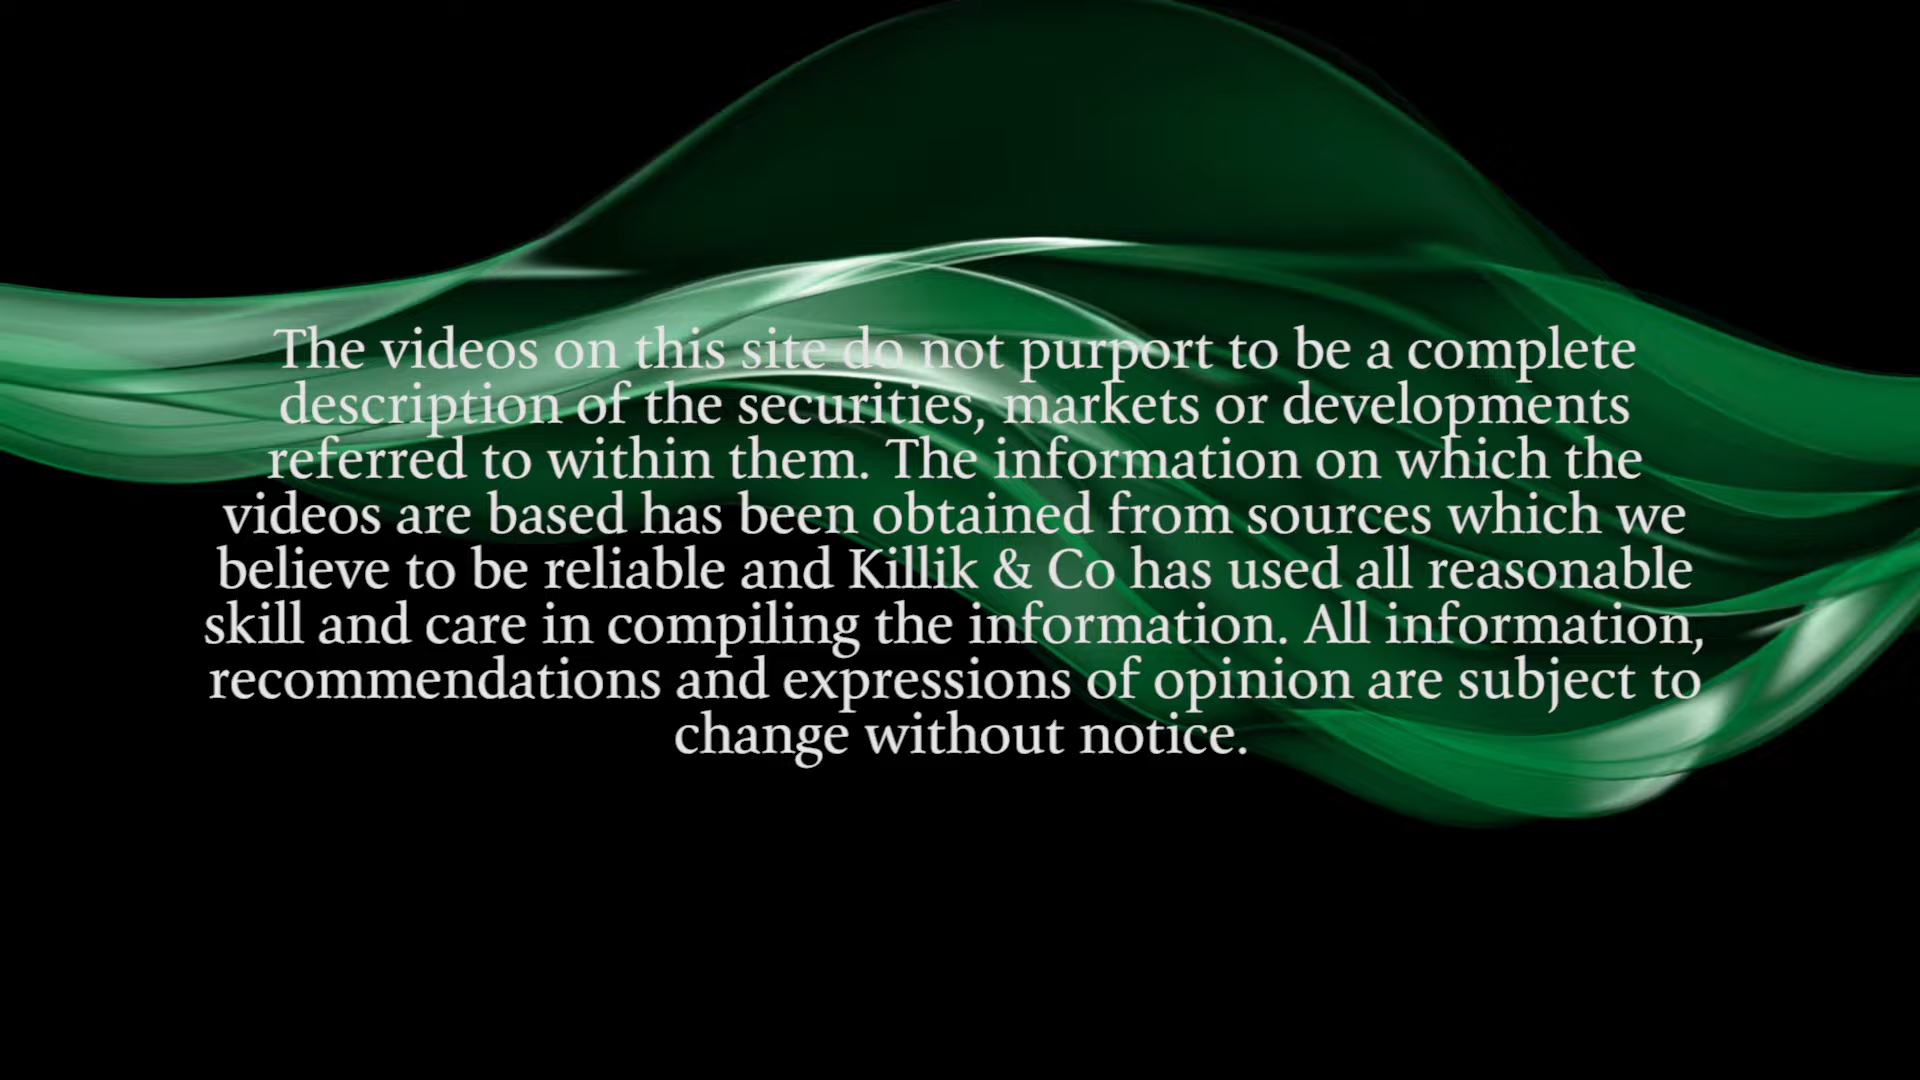 The videos on this site do not purport to be a complete
description of the securities, markets or developments
referred to within them. The information on which the
videos are based has been obtained from sources which we
believe to be reliable and Killik & Co has used all reasonable
skill and care in compiling the information. All information,
recommendations and expressions of opinion are subject to
change without notice.